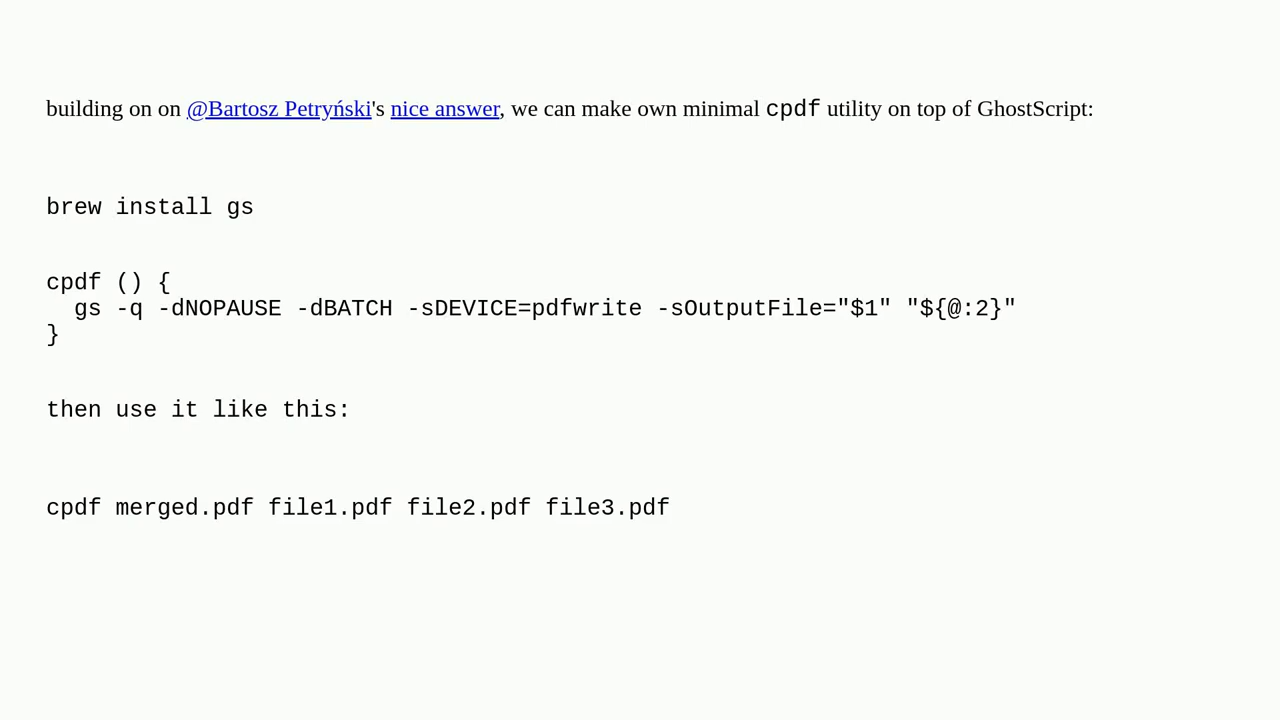 building on on @Bartosz Petryński's nice answer, we can make own minimal cpdf utility on top of GhostScript:
brew install gs
cpdf () {
  gs -q -dNOPAUSE -dBATCH -sDEVICE=pdfwrite -sOutputFile="$1" "${@:2}"
}
then use it like this:
cpdf merged.pdf file1.pdf file2.pdf file3.pdf